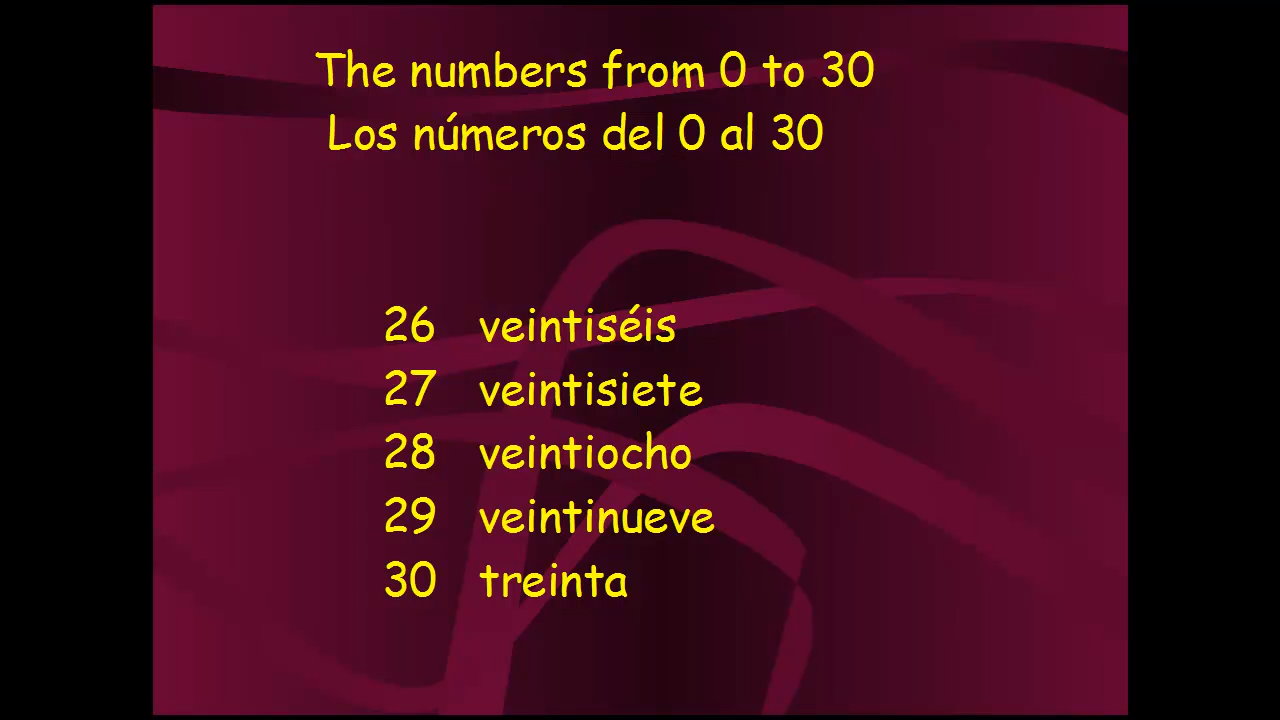 The numbers from 0 to 30
Los números del 0 al 30
26 veintiséis
27 veintisiete
28 veintiocho
29 veintinueve
30 treinta